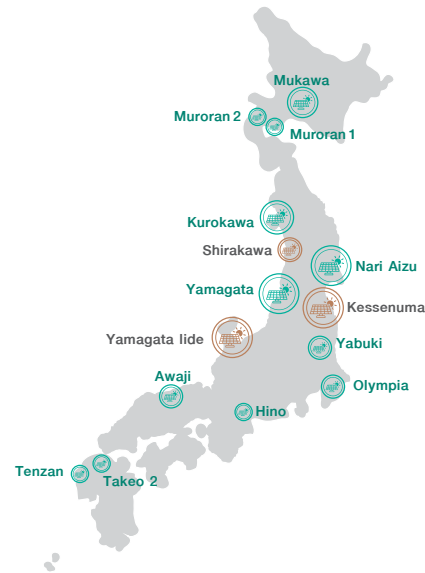 Mukawa
Muroran 2
Muroran 1
Kurokawa
Shirakawa
Nari Aizu
Yamagata
Kessenuma
Yamagata Iide
Yabuki
Awaji
Olympia
Hino
Tenzan
Takeo 2